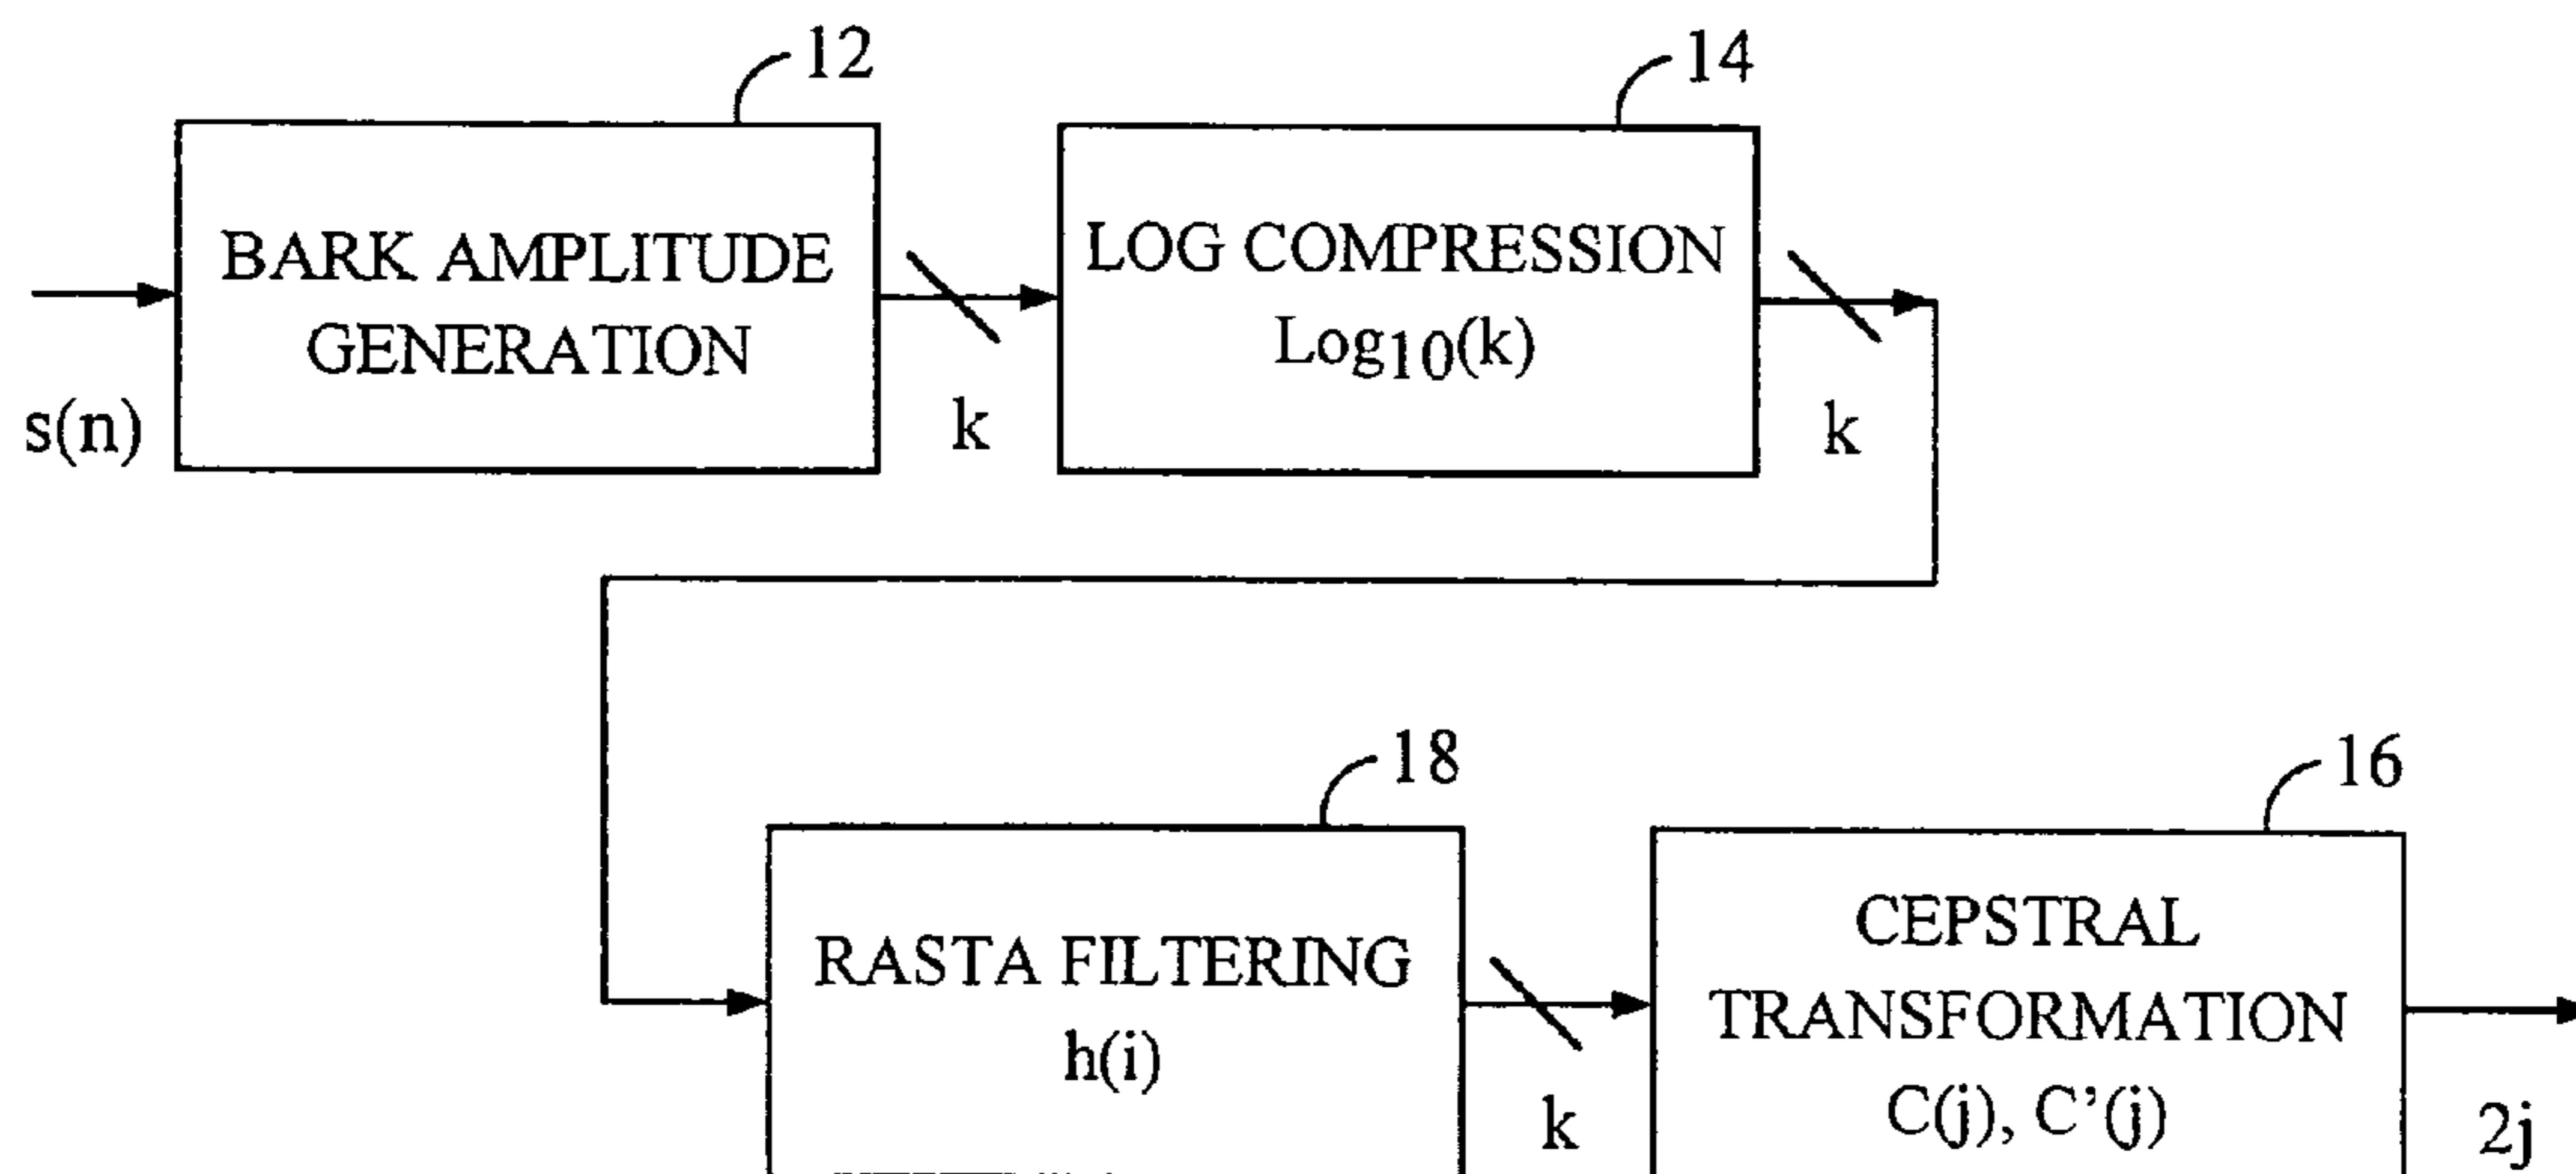 12
14
BARK AMPLITUDE
GENERATION
LOG COMPRESSION
Log10(k)
s(n)
k
k
18
16
RASTA FILTERING
h(i)
CEPSTRAL
TRANSFORMATION
C(j), C’(j)
k
2j